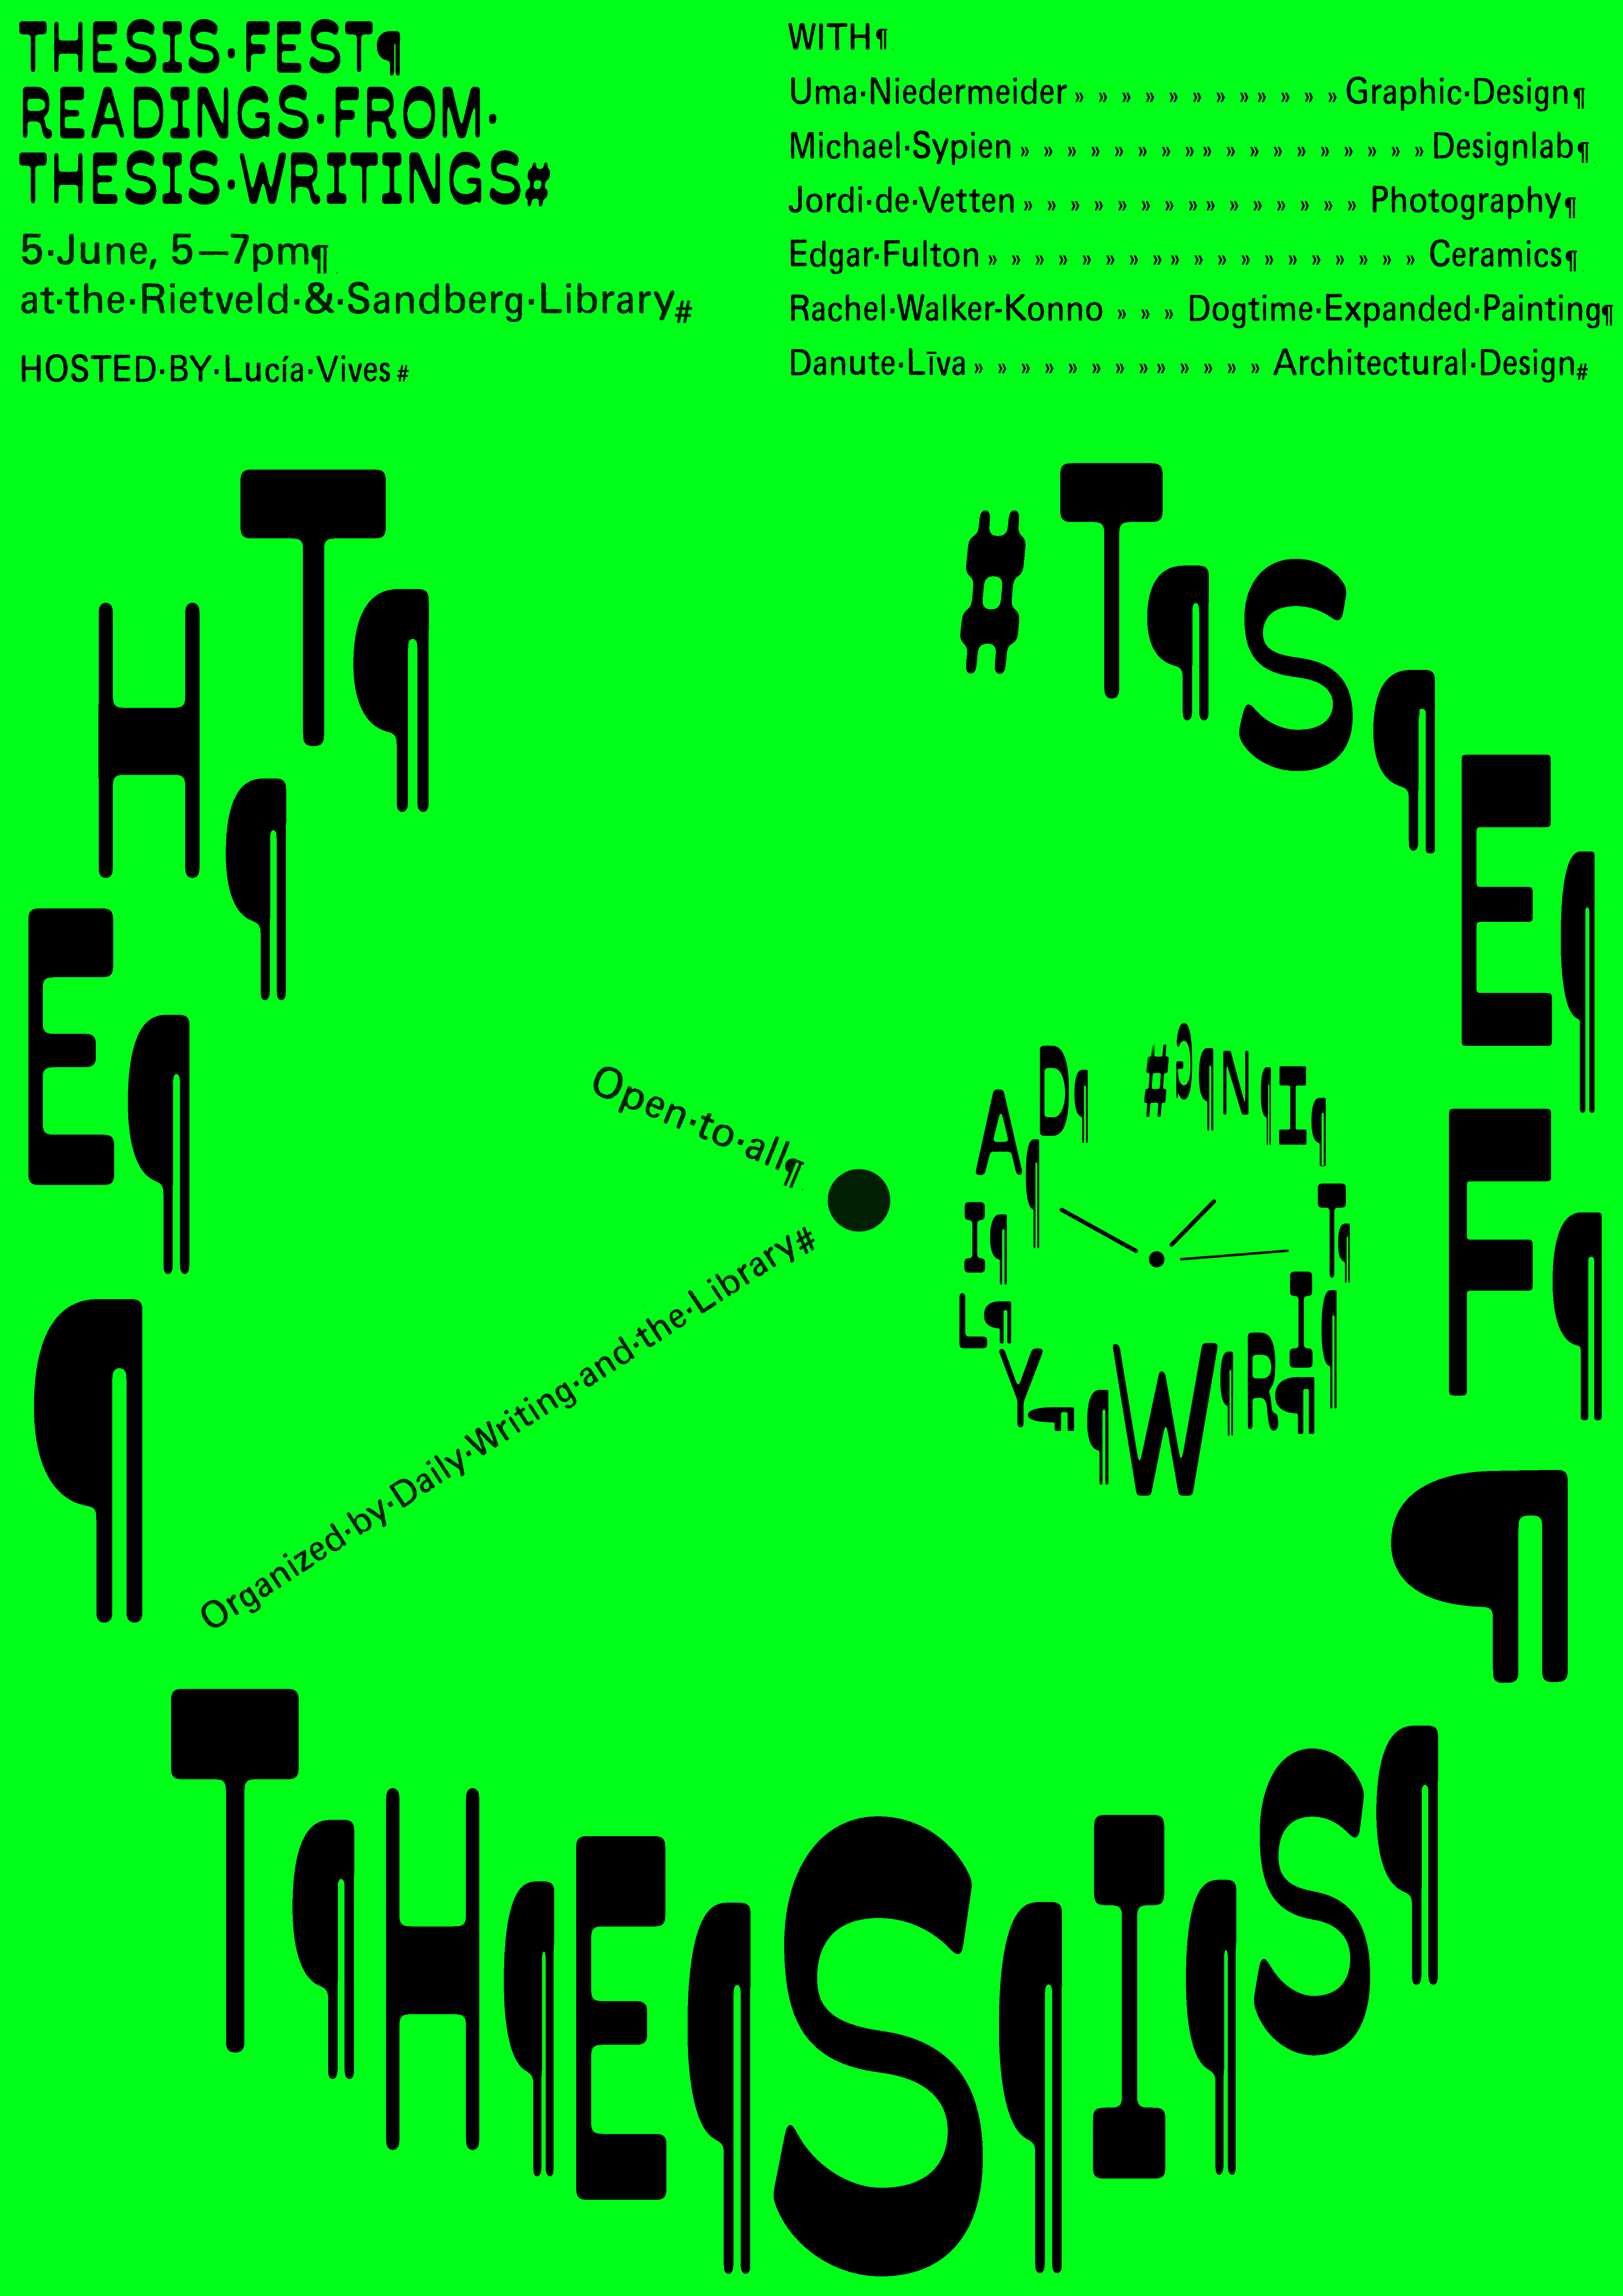 THESIS·FEST¶
READINGS·FROM·
THESIS·WRITINGS#
5·June, 5—7pm¶
at·the·Rietveld·&·Sandberg·Library#
HOSTED·BY·Lucía·Vives#
WITH¶
Uma·Niedermeider » » » » » » » » » » » » Graphic·Design¶
Michael·Sypien » » » » » » » » » » » » » » » » » » Designlab¶
Jordi·de·Vetten » » » » » » » » » » » » » » » Photography¶
Edgar·Fulton » » » » » » » » » » » » » » » » » » » Ceramics¶
Rachel·Walker-Konno » » » Dogtime·Expanded·Painting¶
Danute·Līva » » » » » » » » » » » » » Architectural·Design#
T¶H¶E¶¶T¶H¶E¶S¶I¶S¶¶F¶E¶S¶T#
Open·to·all¶
Organized·by·Daily·Writing·and·the·Library#
D¶A¶I¶L¶Y¶¶W¶R¶I¶T¶I¶N¶G#